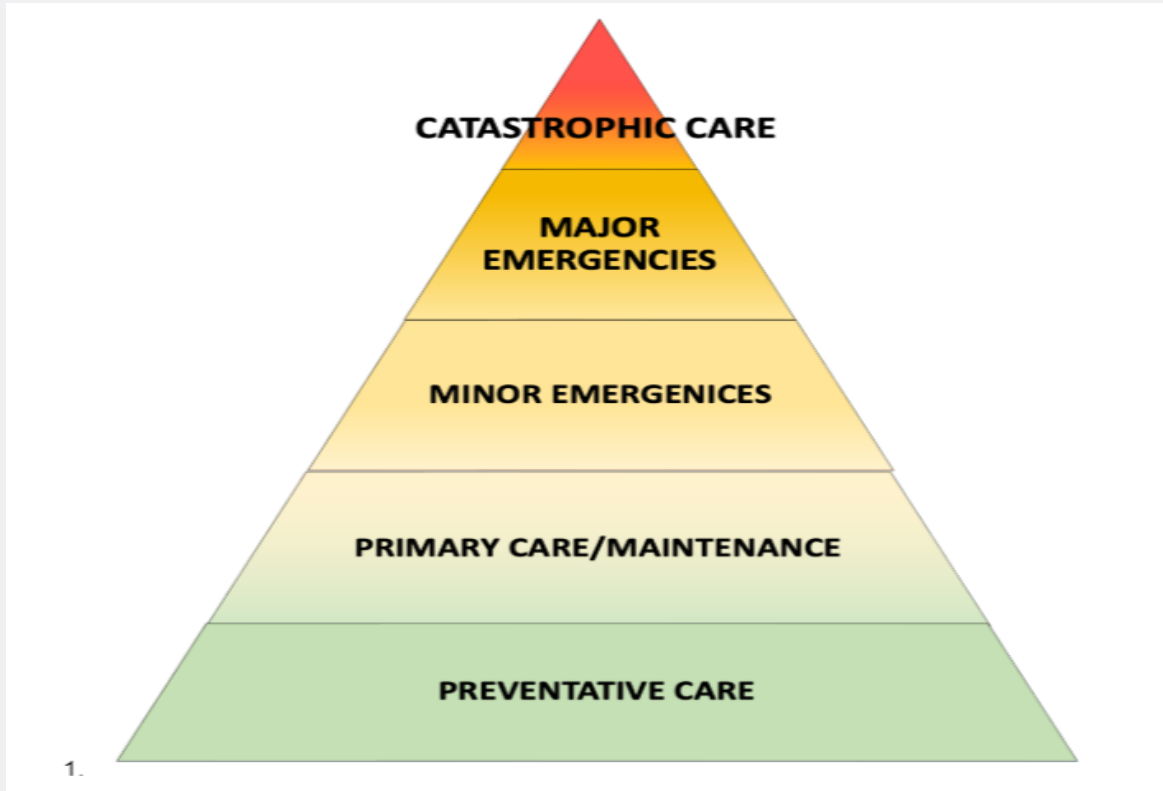 CATASTROPHIC CARE
MAJOR
EMERGENCIES
MINOR EMERGENICES
PRIMARY CARE/MAINTENANCE
PREVENTATIVE CARE
1.